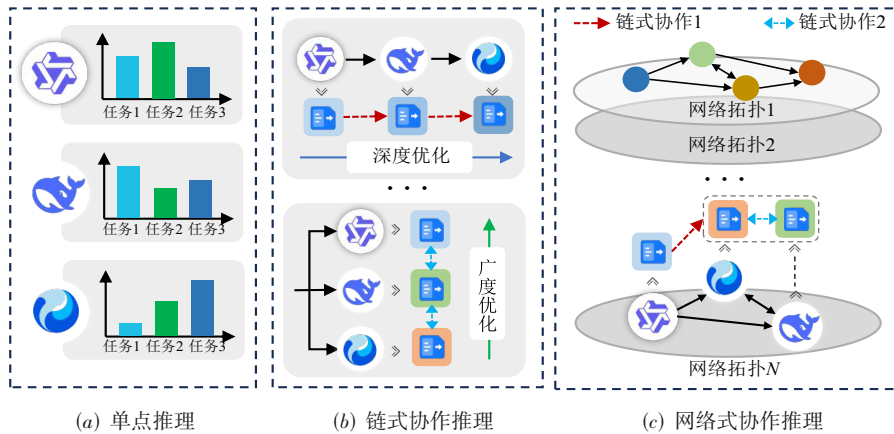 任务1 任务2 任务3
任务1 任务2 任务3
任务1 任务2 任务3
(a) 单点推理
深度优化
...
广度优化
(b) 链式协作推理
链式协作1 链式协作2
网络拓扑1
网络拓扑2
...
网络拓扑N
(c) 网络式协作推理